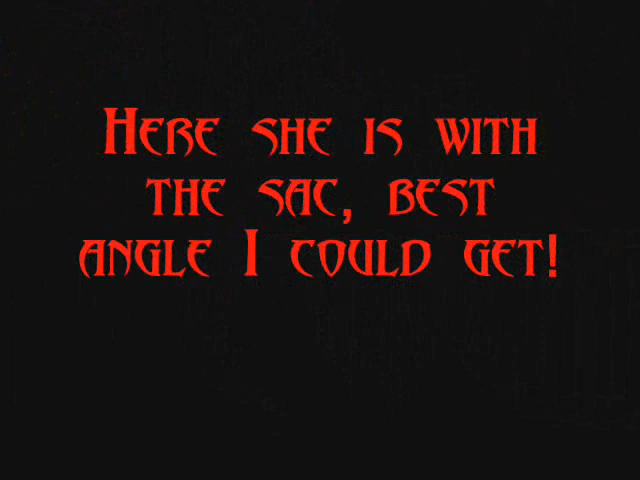 Here she is with
the sac, best
angle I could get!